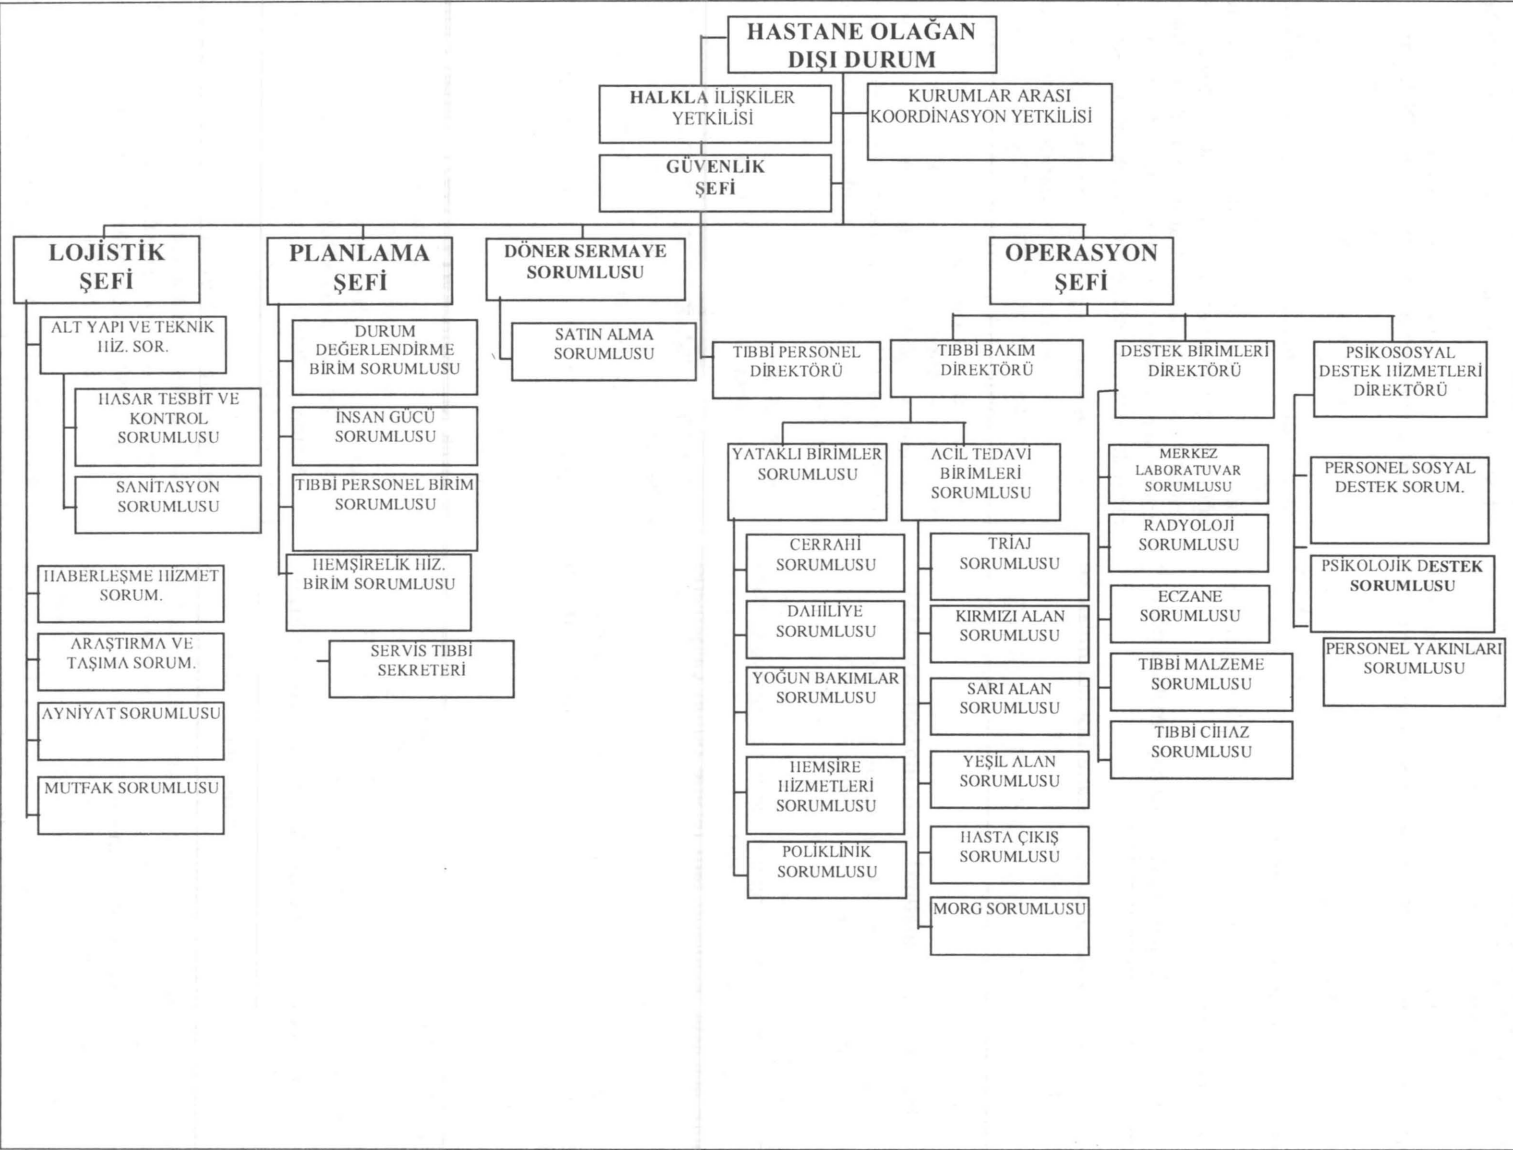 HASTANE OLAĞAN
DIŞI DURUM
HALKLA İLİŞKİLER
YETKİLİSİ
KURUMLAR ARASI
KOORDİNASYON YETKİLİSİ
GÜVENLİK
ŞEFİ
LOJİSTİK
ŞEFİ
PLANLAMA
ŞEFİ
DÖNER SERMAYE
SORUMLUSU
OPERASYON
ŞEFİ
ALT YAPI VE TEKNİK
HİZ. SOR.
HASAR TESBİT VE
KONTROL
SORUMLUSU
SANİTASYON
SORUMLUSU
HABERLEŞME HİZMET
SORUM.
ARAŞTIRMA VE
TAŞIMA SORUM.
AYNİYAT SORUMLUSU
MUTFAK SORUMLUSU
DURUM
DEĞERLENDİRME
BİRİM SORUMLUSU
İNSAN GÜCÜ
SORUMLUSU
TIBBİ PERSONEL BİRİM
SORUMLUSU
HEMŞİRELİK HİZ.
BİRİM SORUMLUSU
SERVİS TIBBİ
SEKRETERİ
SATIN ALMA
SORUMLUSU
TIBBİ PERSONEL
DİREKTÖRÜ
TIBBİ BAKIM
DİREKTÖRÜ
DESTEK BİRİMLERİ
DİREKTÖRÜ
PSİKOSOSYAL
DESTEK HİZMETLERİ
DİREKTÖRÜ
YATAKLI BİRİMLER
SORUMLUSU
CERRAHİ
SORUMLUSU
DAHİLİYE
SORUMLUSU
YOĞUN BAKIMLAR
SORUMLUSU
HEMŞİRE
HİZMETLERİ
SORUMLUSU
POLİKLİNİK
SORUMLUSU
ACİL TEDAVİ
BİRİMLERİ
SORUMLUSU
TRİAJ
SORUMLUSU
KIRMIZI ALAN
SORUMLUSU
SARI ALAN
SORUMLUSU
YEŞİL ALAN
SORUMLUSU
HASTA ÇIKIŞ
SORUMLUSU
MORG SORUMLUSU
MERKEZ
LABORATUVAR
SORUMLUSU
RADYOLOJİ
SORUMLUSU
ECZANE
SORUMLUSU
TIBBİ MALZEME
SORUMLUSU
TIBBİ CİHAZ
SORUMLUSU
PERSONEL SOSYAL
DESTEK SORUM.
PSİKOLOJİK DESTEK
SORUMLUSU
PERSONEL YAKINLARI
SORUMLUSU